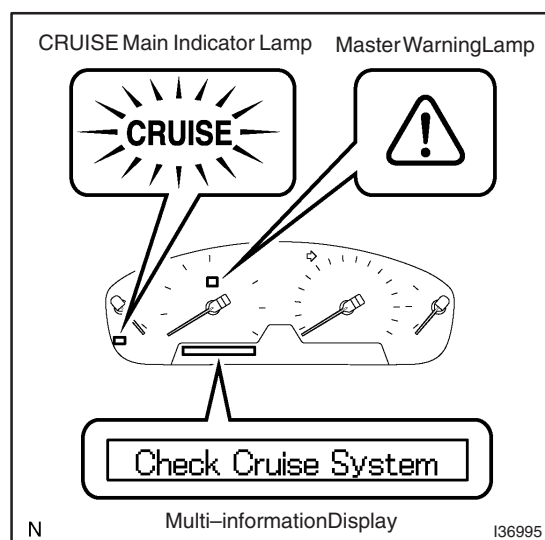 CRUISE Main Indicator Lamp
MasterWarningLamp
CRUISE
!
Check Cruise System
Multi–informationDisplay
N
I36995